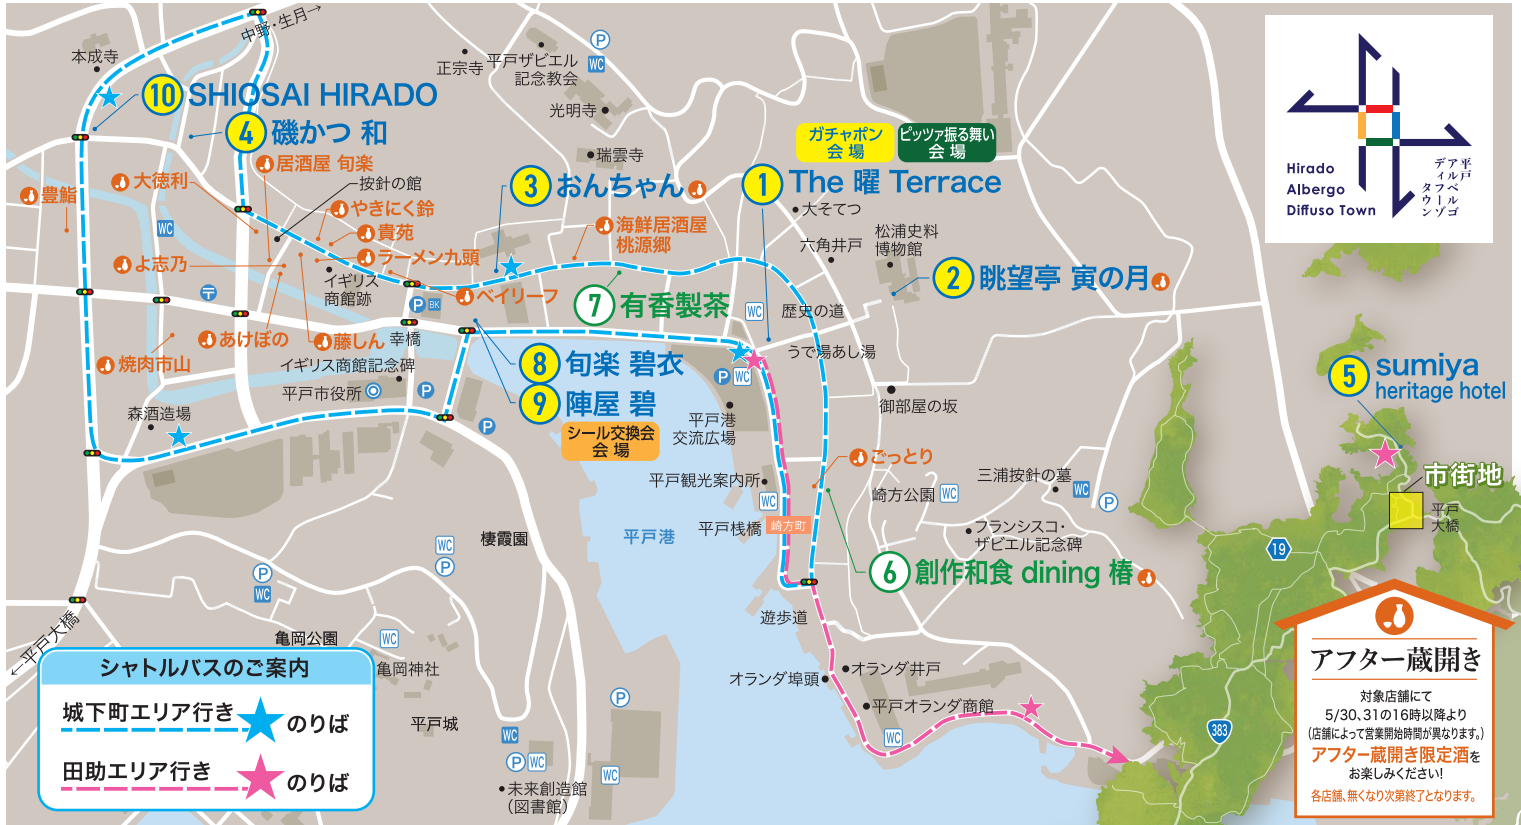 中野・生月→
本成寺
10 SHIOSAI HIRADO
4 磯かつ 和
居酒屋 旬楽
大徳利
豊鮨
按針の館
やきにく鈴
貴苑
ラーメン九頭
よ志乃
イギリス
商館跡
ベイリーフ
あけぼの
藤しん
幸橋
焼肉市山
イギリス商館記念碑
平戸市役所
森酒造場
正宗寺
平戸ザビエル
記念教会
光明寺
瑞雲寺
3 おんちゃん
海鮮居酒屋
桃源郷
7 有香製茶
8 旬楽 碧衣
9 陣屋 碧
シール交換会
会 場
ガチャポン
会 場
ピッツァ振る舞い
会 場
1 The 曜 Terrace
大そてつ
六角井戸
松浦史料
博物館
2 眺望亭 寅の月
歴史の道
うで湯あし湯
御部屋の坂
平戸港
交流広場
ごっとり
平戸観光案内所
崎方公園
三浦按針の墓
平戸桟橋
崎方町
フランシスコ・
ザビエル記念碑
平戸港
6 創作和食 dining 椿
遊歩道
オランダ井戸
オランダ埠頭
平戸オランダ商館
棲霞園
亀岡公園
亀岡神社
平戸城
未来創造館
(図書館)
←平戸大橋
P
WC
BK
〒
シャトルバスのご案内
城下町エリア行き のりば
田助エリア行き のりば
Hirado
Albergo
Diffuso Town
平戸
アルベルゴ
ディフーゾ
タウン
5 sumiya
heritage hotel
市街地
平戸
大橋
19
383
アフター蔵開き
対象店舗にて
5/30、31の16時以降より
(店舗によって営業開始時間が異なります。)
アフター蔵開き限定酒を
お楽しみください!
各店舗、無くなり次第終了となります。